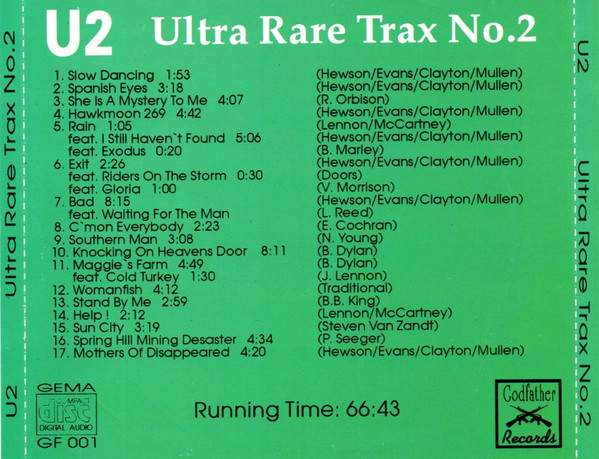 U2 Ultra Rare Trax No.2
1. Slow Dancing 1:53 (Hewson/Evans/Clayton/Mullen)
2. Spanish Eyes 3:18 (Hewson/Evans/Clayton/Mullen)
3. She Is A Mystery To Me 4:07 (R. Orbison)
4. Hawkmoon 269 4:42 (Hewson/Evans/Clayton/Mullen)
5. Rain 1:05 (Lennon/McCartney)
feat. I Still Haven`t Found 5:06 (Hewson/Evans/Clayton/Mullen)
feat. Exodus 0:20 (B. Marley)
6. Exit 2:26 (Hewson/Evans/Clayton/Mullen)
feat. Riders On The Storm 0:30 (Doors)
feat. Gloria 1:00 (V. Morrison)
7. Bad 8:15 (Hewson/Evans/Clayton/Mullen)
feat. Waiting For The Man (L. Reed)
8. C`mon Everybody 2:23 (E. Cochran)
9. Southern Man 3:08 (N. Young)
10. Knocking On Heavens Door 8:11 (B. Dylan)
11. Maggie`s Farm 4:49 (B. Dylan)
feat. Cold Turkey 1:30 (J. Lennon)
12. Womanfish 4:12 (Traditional)
13. Stand By Me 2:59 (B.B. King)
14. Help ! 2:12 (Lennon/McCartney)
15. Sun City 3:19 (Steven Van Zandt)
16. Spring Hill Mining Desaster 4:34 (P. Seeger)
17. Mothers Of Disappeared 4:20 (Hewson/Evans/Clayton/Mullen)
GEMA
COMPACT
disc
DIGITAL AUDIO
GF 001
Running Time: 66:43
Godfather
Records
U2 Ultra Rare Trax No.2
U2 Ultra Rare Trax No.2